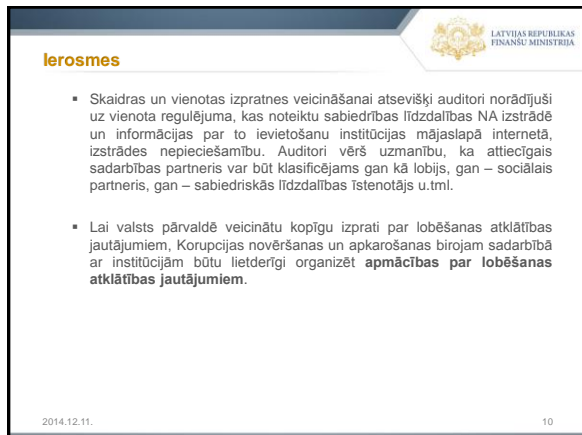 LATVIJAS REPUBLIKAS
FINANŠU MINISTRIJA
Ierosmes
▪ Skaidras un vienotas izpratnes veicināšanai atsevišķi auditori norādījuši
uz vienota regulējuma, kas noteiktu sabiedrības līdzdalības NA izstrādē
un informācijas par to ievietošanu institūcijas mājaslapā internetā,
izstrādes nepieciešamību. Auditori vērš uzmanību, ka attiecīgais
sadarbības partneris var būt klasificējams gan kā lobijs, gan – sociālais
partneris, gan – sabiedriskās līdzdalības īstenotājs u.tml.
▪ Lai valsts pārvaldē veicinātu kopīgu izprati par lobēšanas atklātības
jautājumiem, Korupcijas novēršanas un apkarošanas birojam sadarbībā
ar institūcijām būtu lietderīgi organizēt apmācības par lobēšanas
atklātības jautājumiem.
2014.12.11.
10